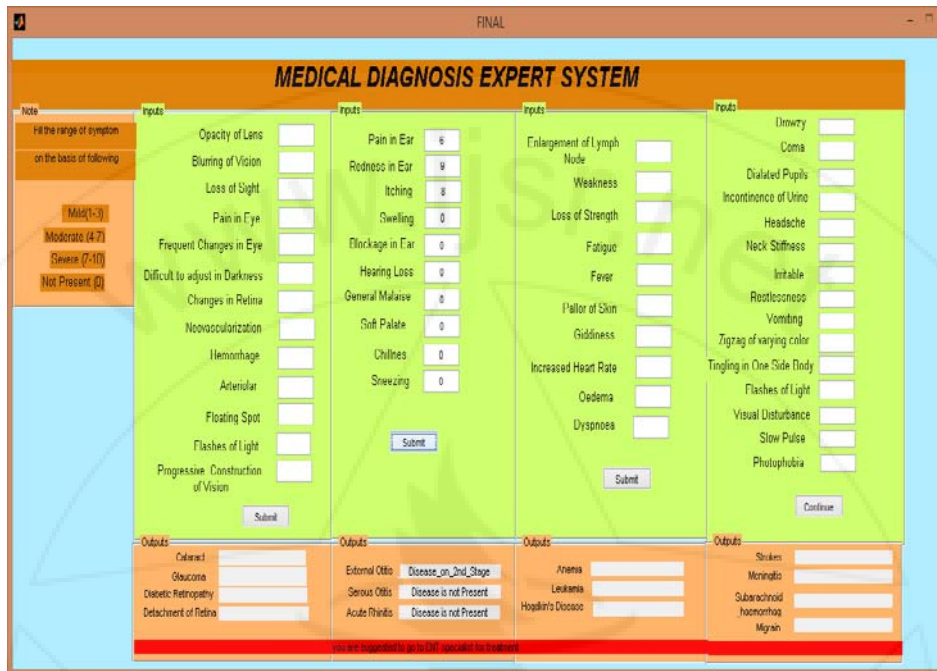 FINAL
MEDICAL DIAGNOSIS EXPERT SYSTEM
Note
Fill the range of symptom
on the basis of following
Mild(1-3)
Moderate (4-7)
Severe (7-10)
Not Present (0)
Inputs
Opacity of Lens
Blurring of Vision
Loss of Sight
Pain in Eye
Frequent Changes in Eye
Difficult to adjust in Darkness
Changes in Retina
Neovascularization
Hemorrhage
Arteriolar
Floating Spot
Flashes of Light
Progressive Construction
of Vision
Submit
Inputs
Pain in Ear 6
Redness in Ear 9
Itching 8
Swelling 0
Blockage in Ear 0
Hearing Loss 0
General Malaise 0
Soft Palate 0
Chillnes 0
Sneezing 0
Submit
Inputs
Enlargement of Lymph
Node
Weakness
Loss of Strength
Fatigue
Fever
Pallor of Skin
Giddiness
Increased Heart Rate
Oedema
Dyspnoea
Submit
Inputs
Drowzy
Coma
Dialated Pupils
Incontinence of Urine
Headache
Neck Stiffness
Irritable
Restlessness
Vomiting
Zigzag of varying color
Tingling in One Side Body
Flashes of Light
Visual Disturbance
Slow Pulse
Photophobia
Continue
Outputs
Cataract
Glaucoma
Diabetic Retinopathy
Detachment of Retina
Outputs
External Otitis Disease_on_2nd_Stage
Serous Otitis Disease is not Present
Acute Rhinitis Disease is not Present
Outputs
Anemia
Leukamia
Hogdkin's Disease
Outputs
Strokes
Meningitis
Subarachnoid
haemorrhag
Migrain
you are suggested to go to ENT specialist for treatment